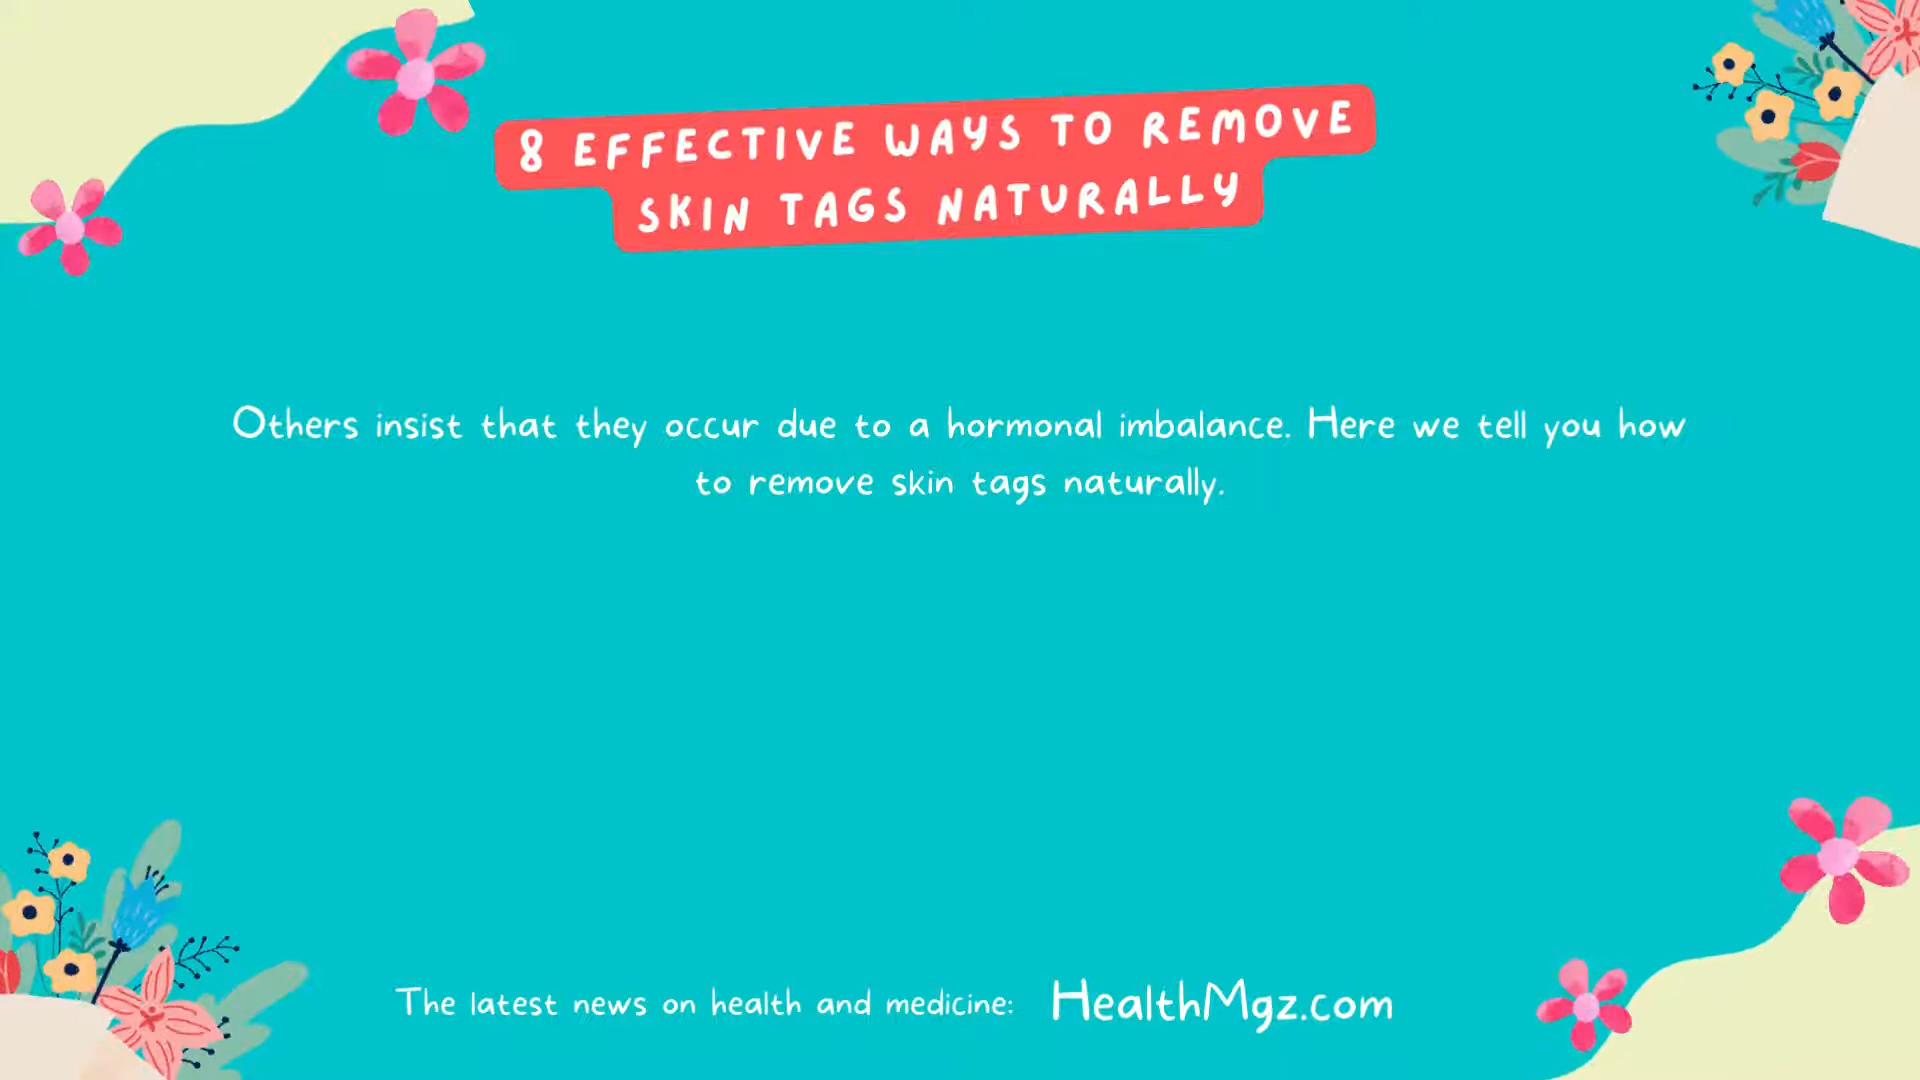 8 EFFECTIVE WAYS TO REMOVE
SKIN TAGS NATURALLY
Others insist that they occur due to a hormonal imbalance. Here we tell you how
to remove skin tags naturally.
The latest news on health and medicine: HealthMgz.com